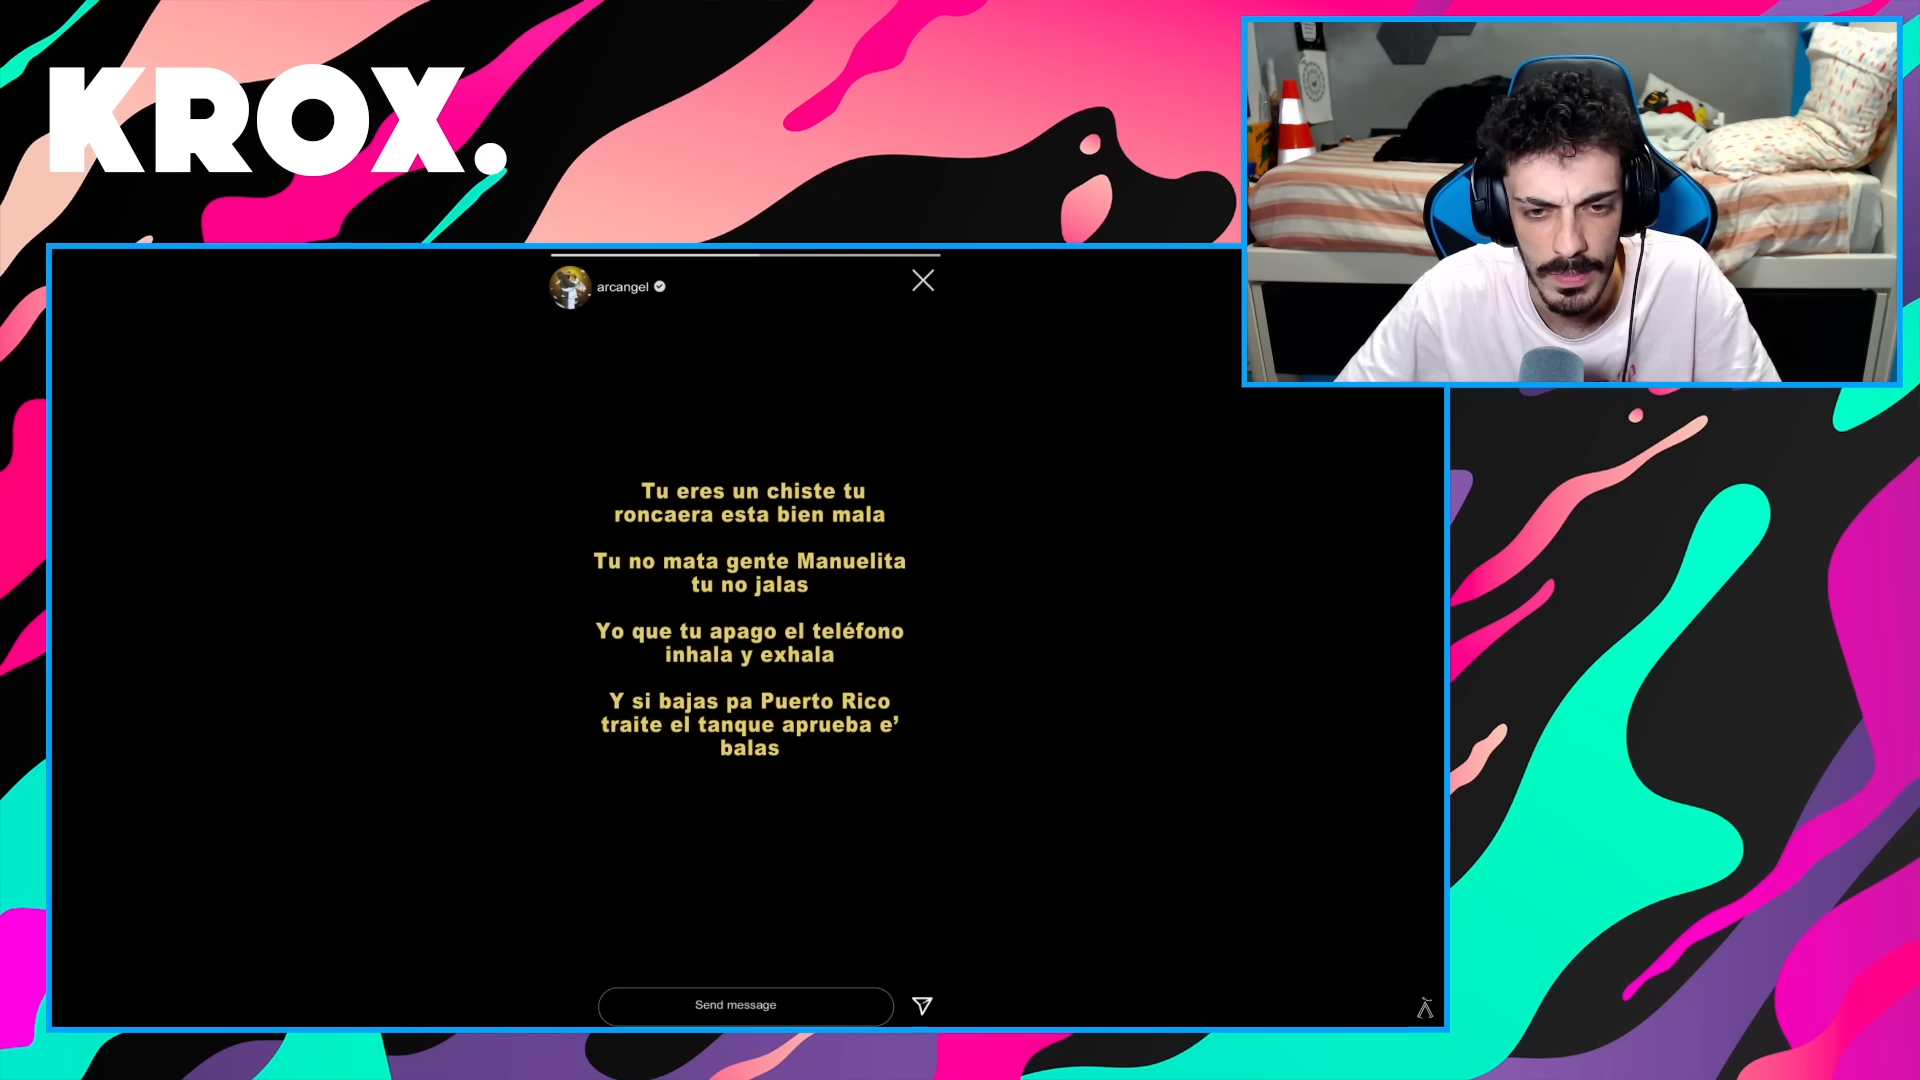 KROX.
arcangel
Tu eres un chiste tu
roncaera esta bien mala
Tu no mata gente Manuelita
tu no jalas
Yo que tu apago el teléfono
inhala y exhala
Y si bajas pa Puerto Rico
traite el tanque aprueba e’
balas
Send message